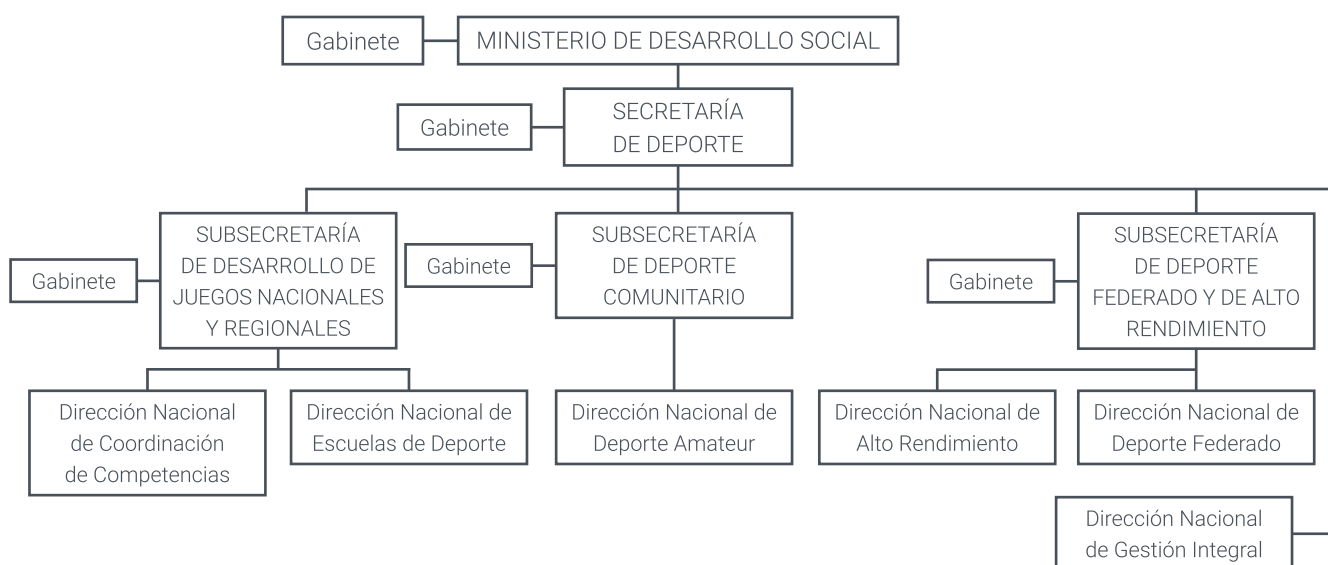 Gabinete
MINISTERIO DE DESARROLLO SOCIAL
Gabinete
SECRETARÍA
DE DEPORTE
Gabinete
SUBSECRETARÍA
DE DESARROLLO DE
JUEGOS NACIONALES
Y REGIONALES
Gabinete
SUBSECRETARÍA
DE DEPORTE
COMUNITARIO
Gabinete
SUBSECRETARÍA
DE DEPORTE
FEDERADO Y DE ALTO
RENDIMIENTO
Dirección Nacional
de Coordinación
de Competencias
Dirección Nacional de
Escuelas de Deporte
Dirección Nacional de
Deporte Amateur
Dirección Nacional de
Alto Rendimiento
Dirección Nacional de
Deporte Federado
Dirección Nacional
de Gestión Integral